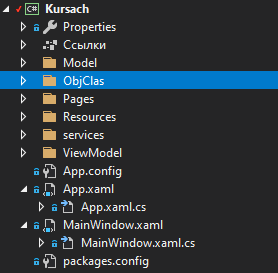 C# Kursach
Properties
Ссылки
Model
ObjClas
Pages
Resources
services
ViewModel
App.config
App.xaml
App.xaml.cs
MainWindow.xaml
MainWindow.xaml.cs
packages.config